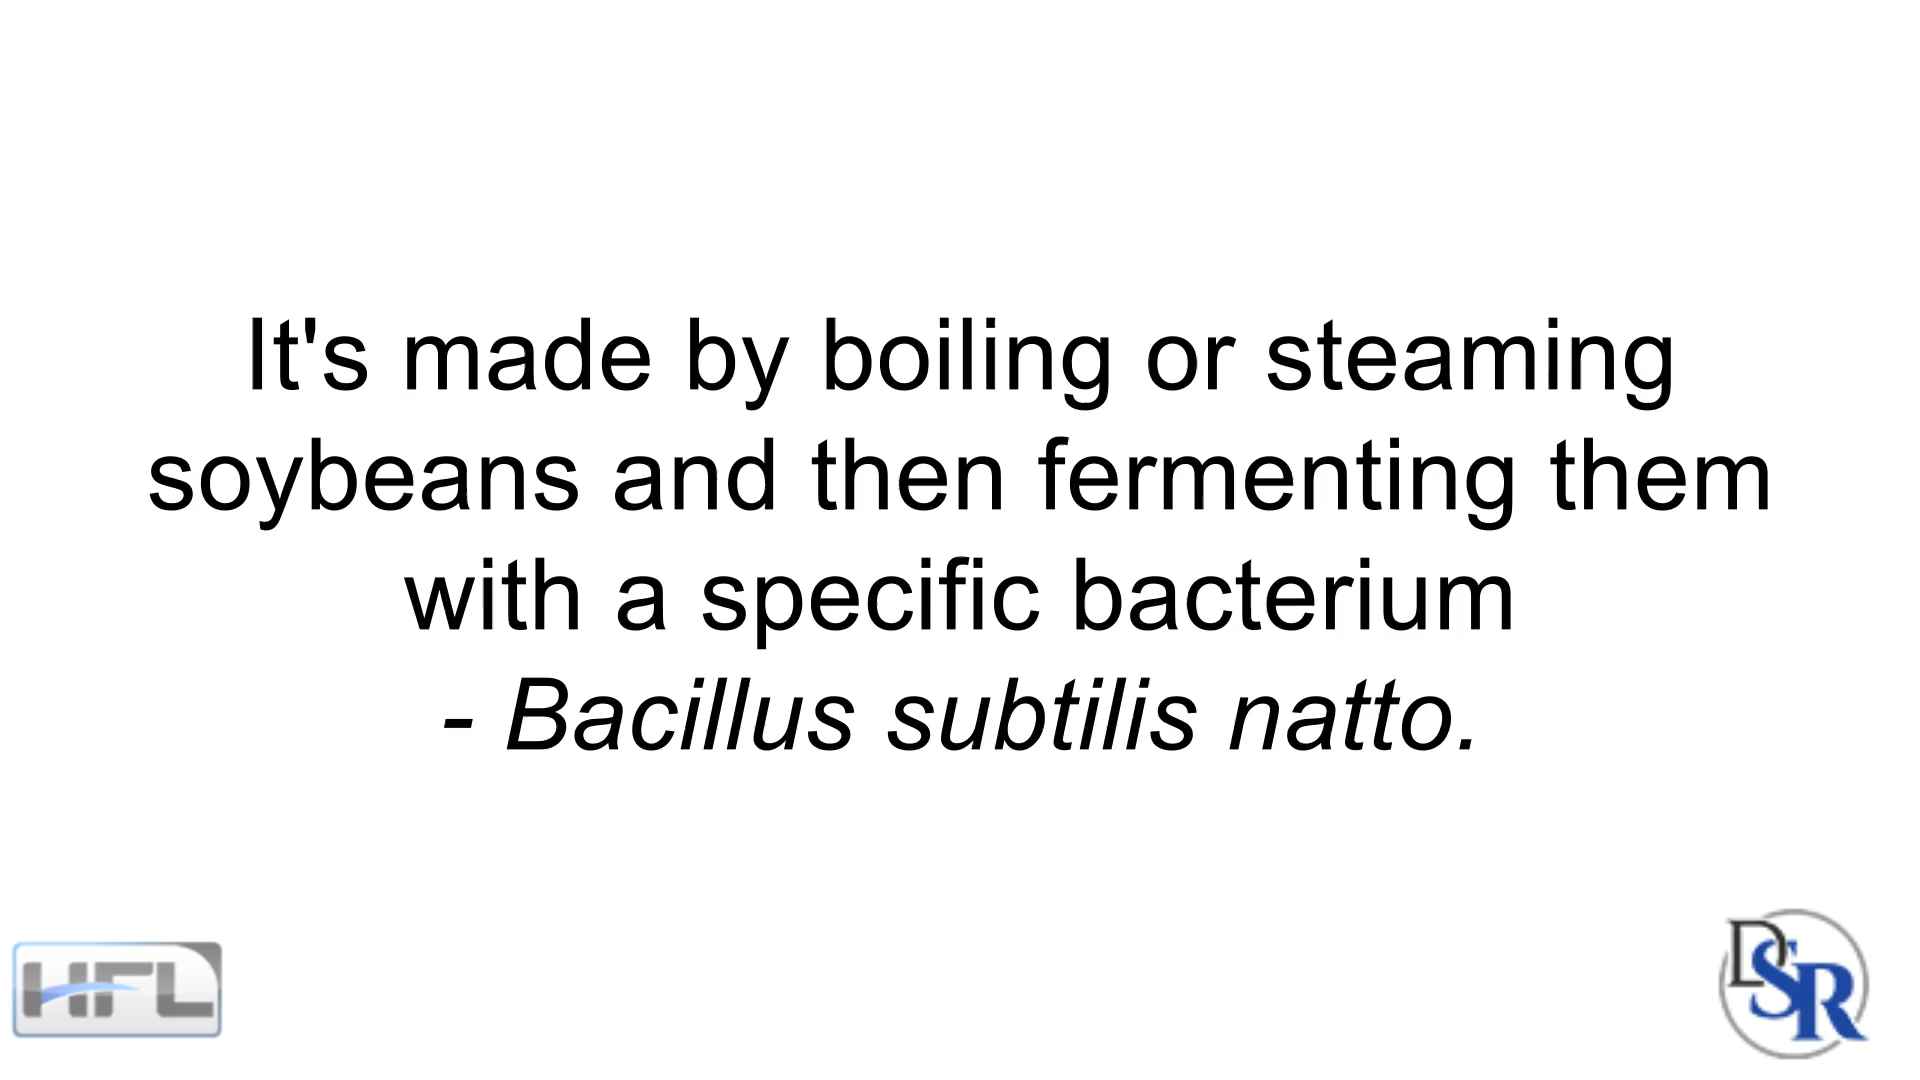 It's made by boiling or steaming
soybeans and then fermenting them
with a specific bacterium
- Bacillus subtilis natto.
HFL
DSR